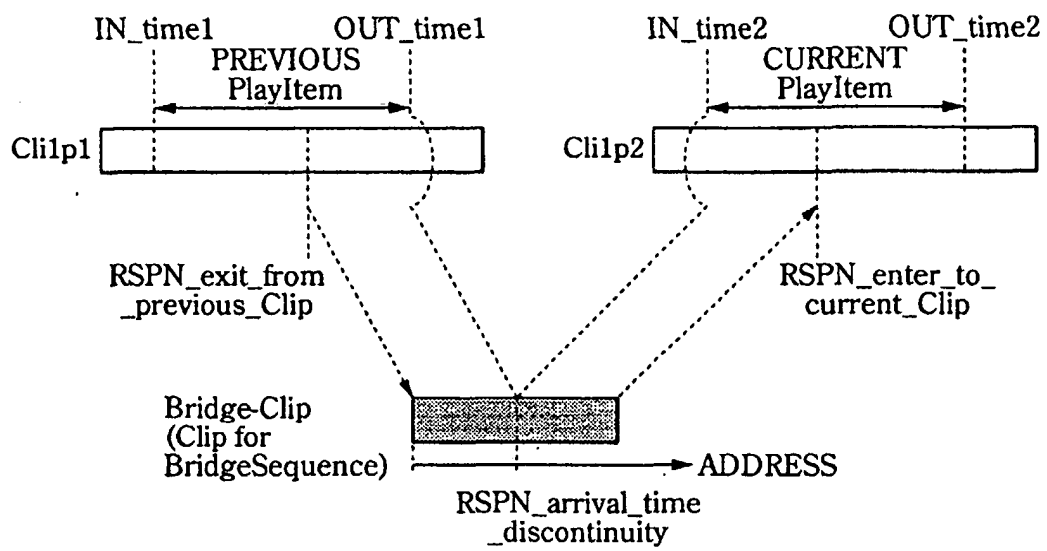 IN_time1
OUT_time1
IN_time2
OUT_time2
PREVIOUS
PlayItem
CURRENT
PlayItem
Cli1p1
Cli1p2
RSPN_exit_from
_previous_Clip
RSPN_enter_to_
current_Clip
Bridge-Clip
(Clip for
BridgeSequence)
ADDRESS
RSPN_arrival_time
_discontinuity